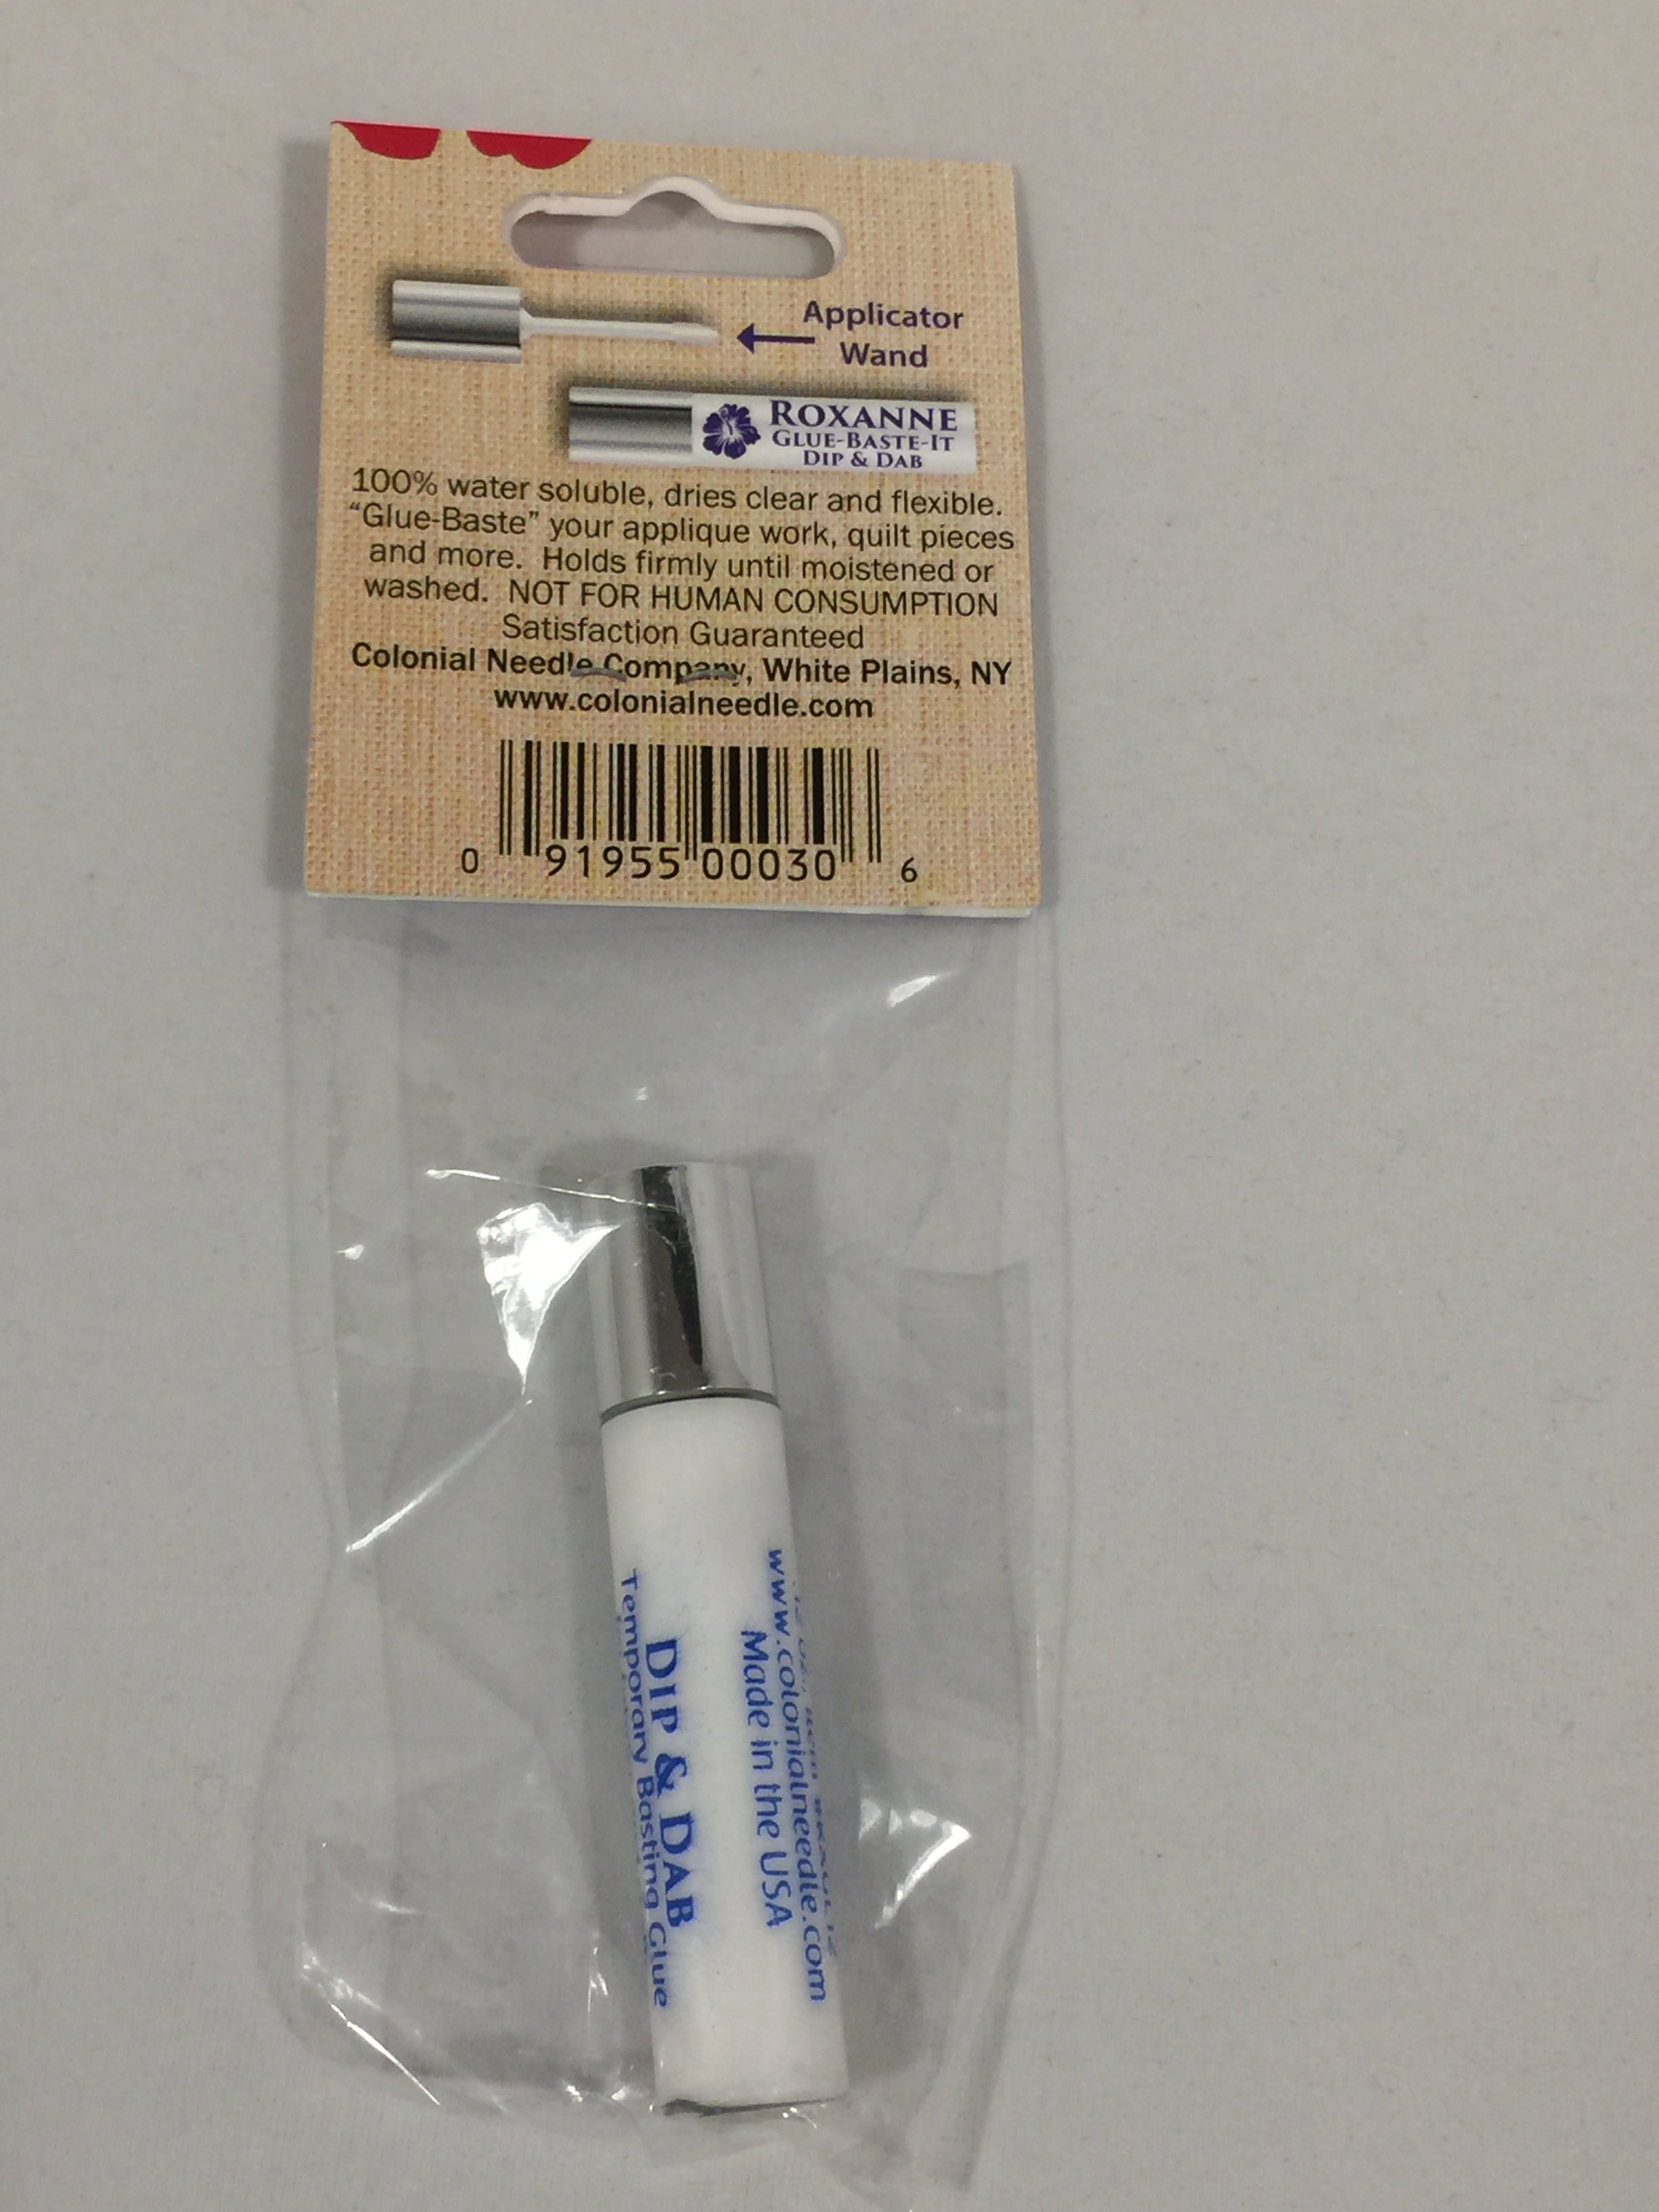 Applicator
Wand
ROXANNE
GLUE-BASTE-IT
DIP & DAB
100% water soluble, dries clear and flexible.
“Glue-Baste” your applique work, quilt pieces
and more. Holds firmly until moistened or
washed. NOT FOR HUMAN CONSUMPTION
Satisfaction Guaranteed
Colonial Needle Company, White Plains, NY
www.colonialneedle.com
0 91955 00030 6
DIP & DAB
Temporary Basting Glue
www.colonialneedle.com
Made in the USA